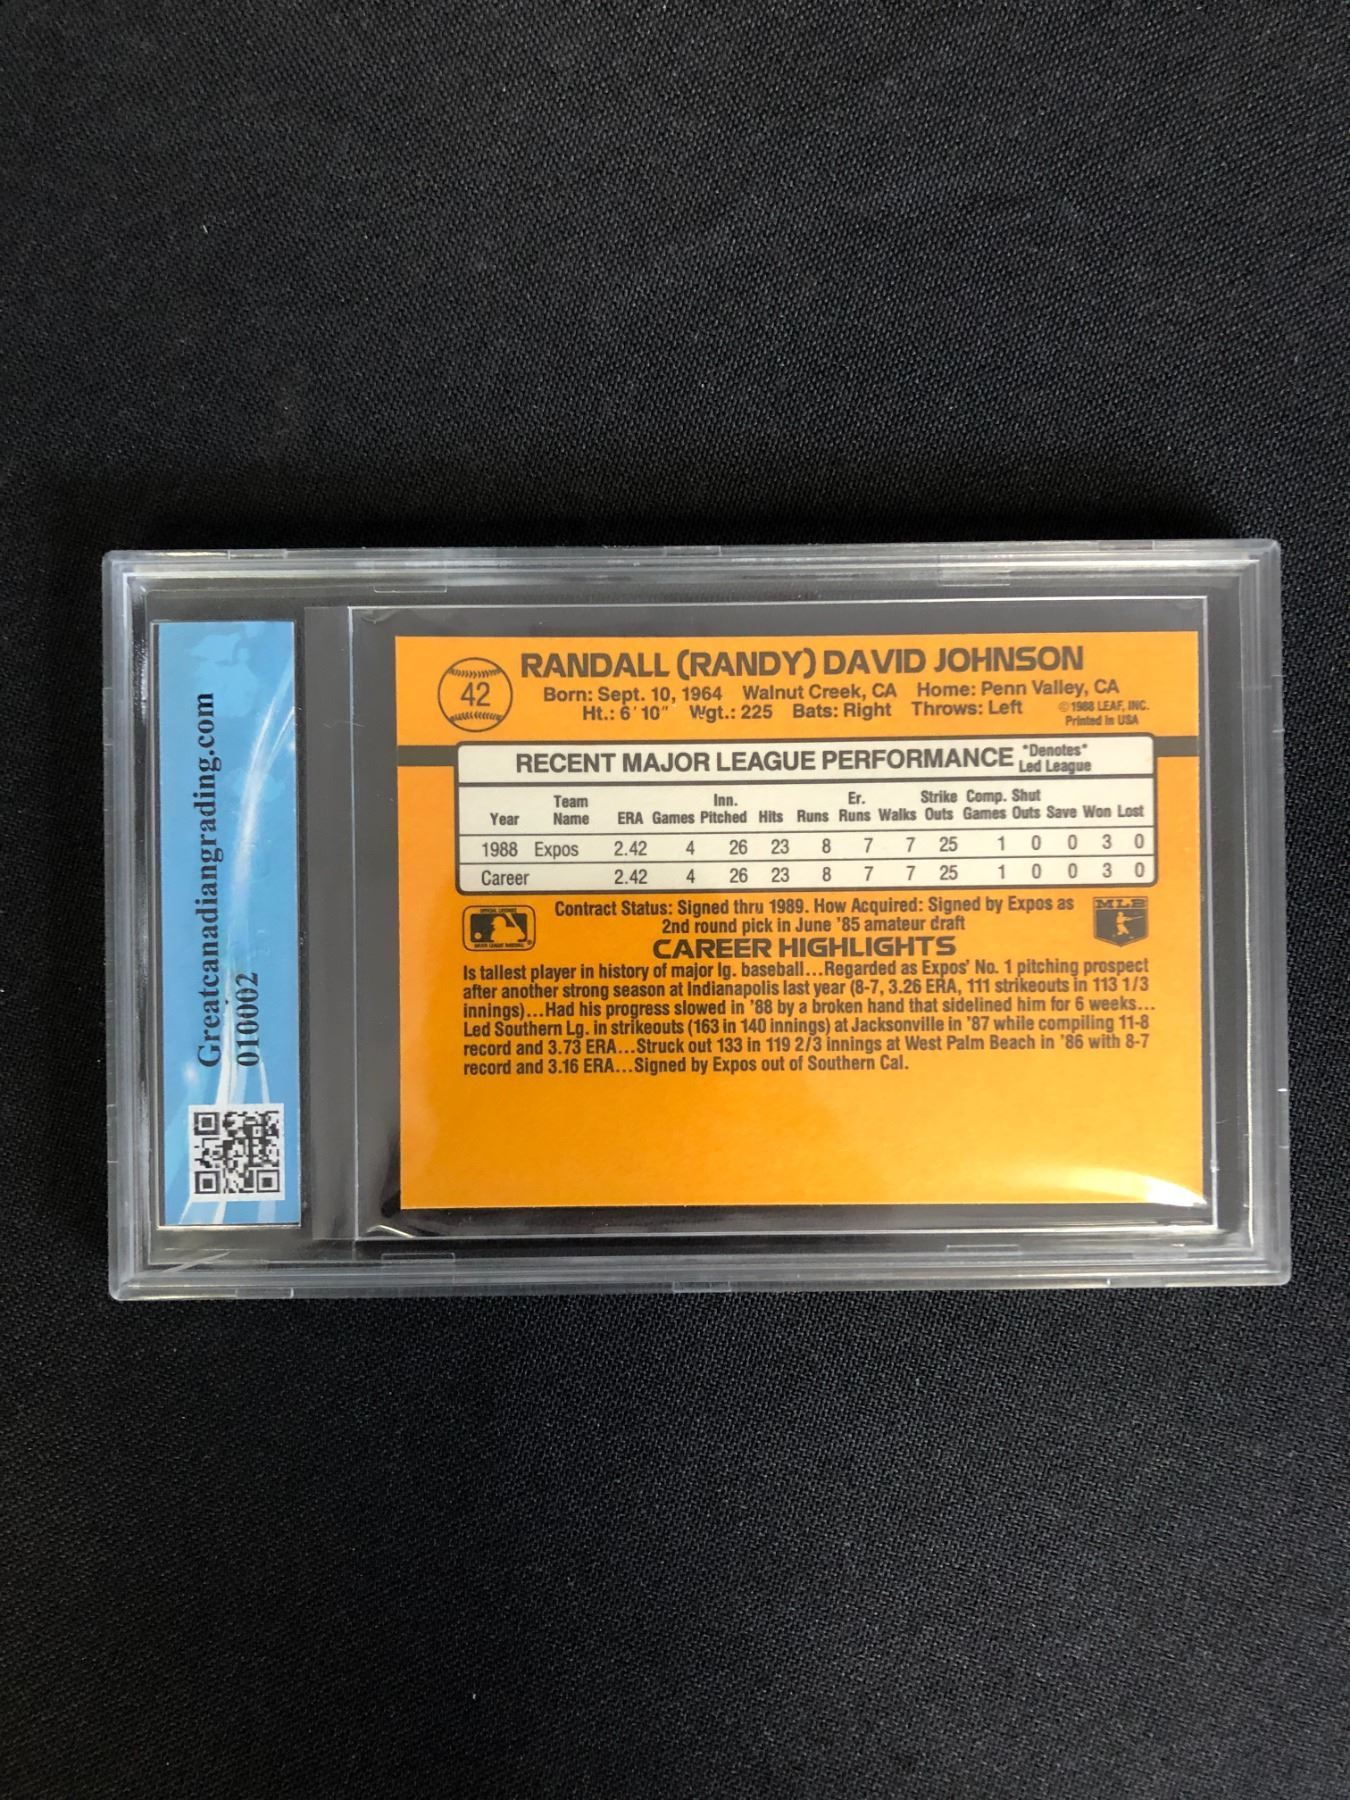 Greatcanadiangrading.com
010002
42
RANDALL (RANDY) DAVID JOHNSON
Born: Sept. 10, 1964 Walnut Creek, CA Home: Penn Valley, CA
Ht.: 6' 10" Wgt.: 225 Bats: Right Throws: Left
©1988 LEAF, INC.
Printed in USA
RECENT MAJOR LEAGUE PERFORMANCE *Denotes* Led League
Year Team Name ERA Games Inn. Pitched Hits Runs Er. Runs Walks Strike Outs Comp. Games Shut Outs Save Won Lost
1988 Expos 2.42 4 26 23 8 7 7 25 1 0 0 3 0
Career 2.42 4 26 23 8 7 7 25 1 0 0 3 0
Contract Status: Signed thru 1989. How Acquired: Signed by Expos as
2nd round pick in June '85 amateur draft
MLB
CAREER HIGHLIGHTS
Is tallest player in history of major lg. baseball...Regarded as Expos' No. 1 pitching prospect
after another strong season at Indianapolis last year (8-7, 3.26 ERA, 111 strikeouts in 113 1/3
innings)...Had his progress slowed in '88 by a broken hand that sidelined him for 6 weeks...
Led Southern Lg. in strikeouts (163 in 140 innings) at Jacksonville in '87 while compiling 11-8
record and 3.73 ERA...Struck out 133 in 119 2/3 innings at West Palm Beach in '86 with 8-7
record and 3.16 ERA...Signed by Expos out of Southern Cal.